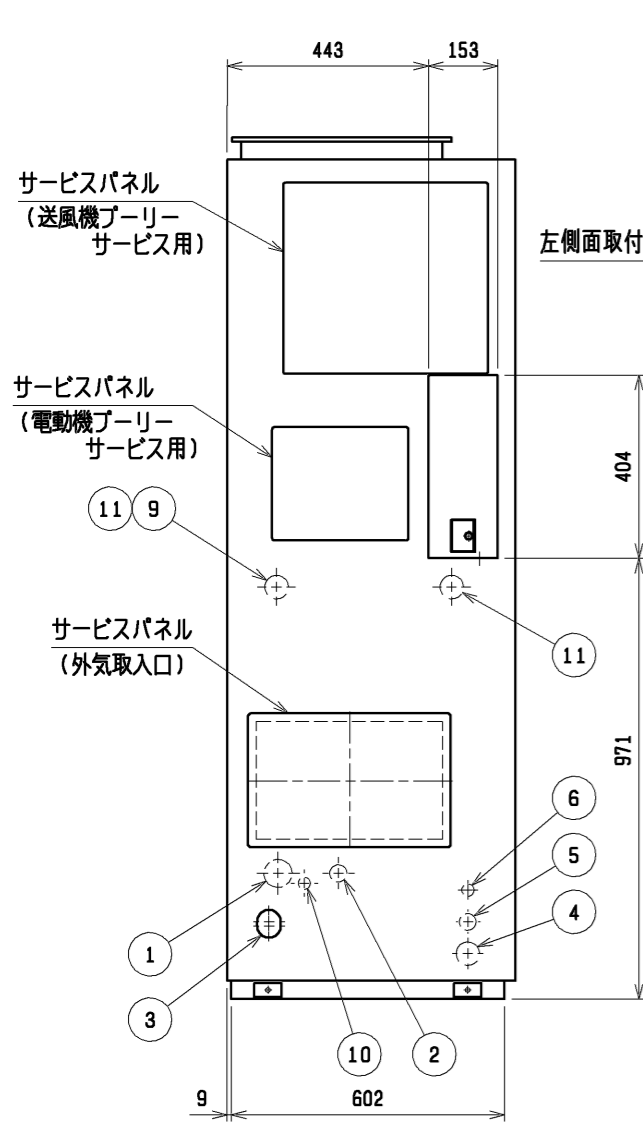 443
153
サービスパネル
（送風機プーリー
サービス用）
左側面取付
サービスパネル
（電動機プーリー
サービス用）
404
11
9
サービスパネル
（外気取入口）
11
971
6
5
4
1
3
10
2
9
602